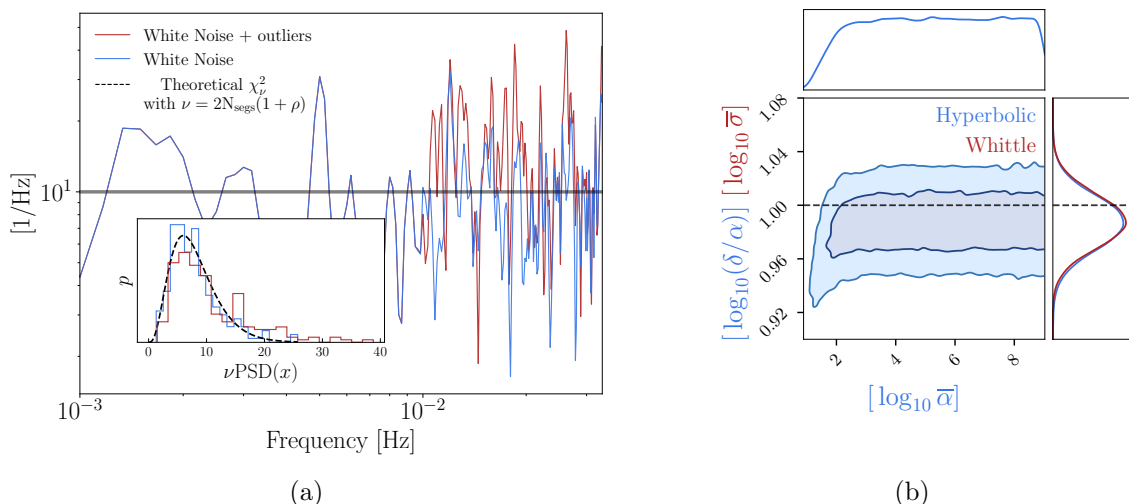 White Noise + outliers
White Noise
Theoretical χ²_ν
with ν = 2N_segs(1 + ρ)
[1/Hz]
10¹
p
0 10 20 30 40
νPSD(x)
10⁻³ 10⁻²
Frequency [Hz]
(a)
Hyperbolic
Whittle
[log₁₀(δ/α)] [log₁₀ σ̅]
1.08
1.04
1.00
0.96
0.92
2 4 6 8
[log₁₀ α̅]
(b)